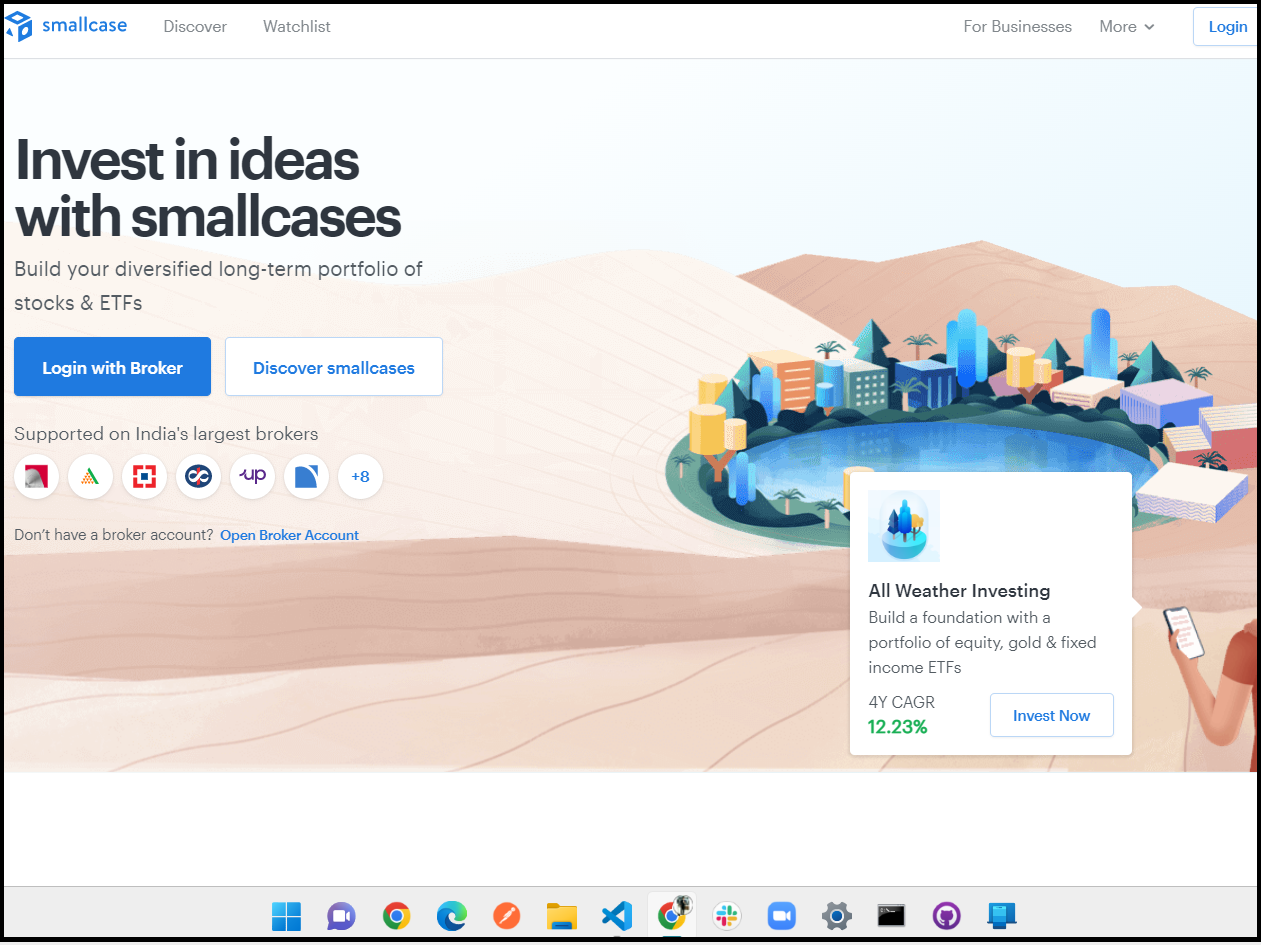 smallcase
Discover
Watchlist
For Businesses
More
Login
Invest in ideas
with smallcases
Build your diversified long-term portfolio of
stocks & ETFs
Login with Broker
Discover smallcases
Supported on India's largest brokers
up
+8
Don’t have a broker account? Open Broker Account
All Weather Investing
Build a foundation with a
portfolio of equity, gold & fixed
income ETFs
4Y CAGR
12.23%
Invest Now